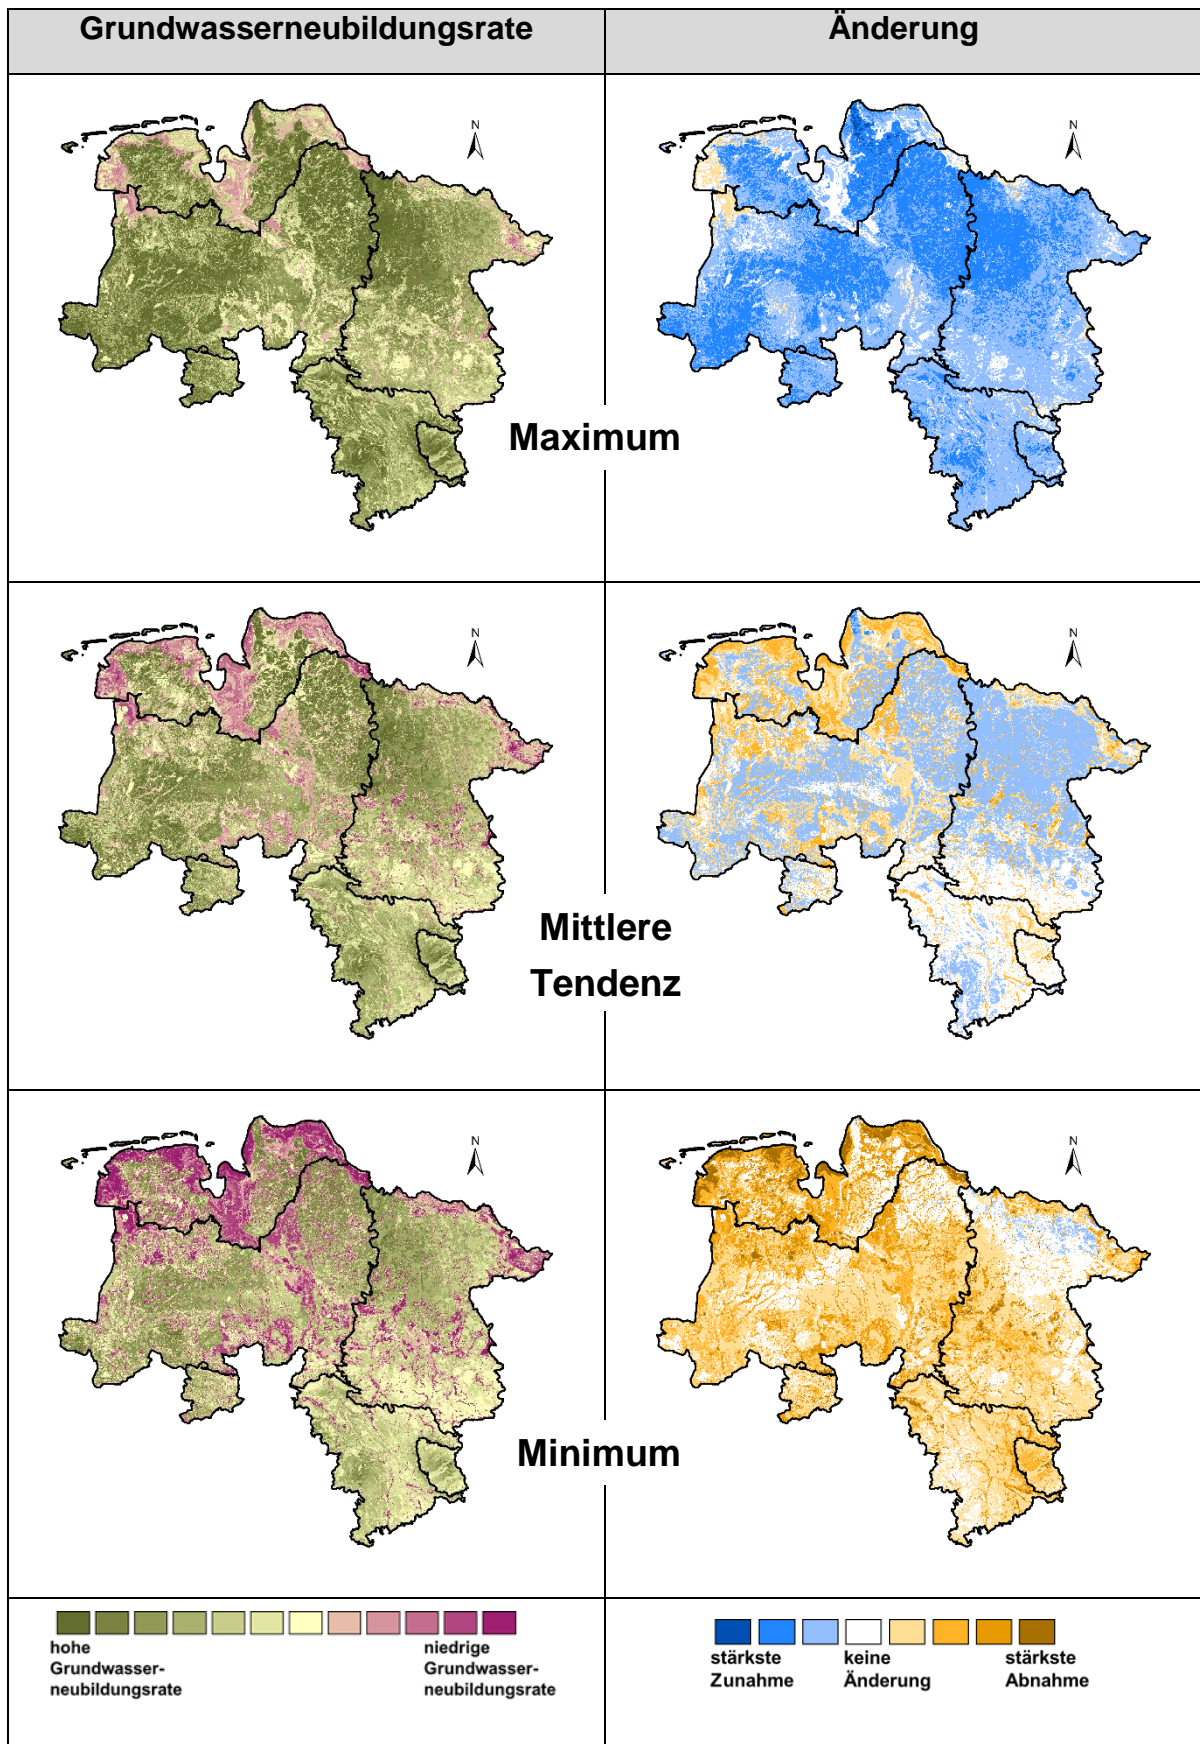 Grundwasserneubildungsrate
Änderung
N
N
Maximum
N
N
Mittlere
Tendenz
N
N
Minimum
hohe
Grundwasser-
neubildungsrate
niedrige
Grundwasser-
neubildungsrate
stärkste
Zunahme
keine
Änderung
stärkste
Abnahme